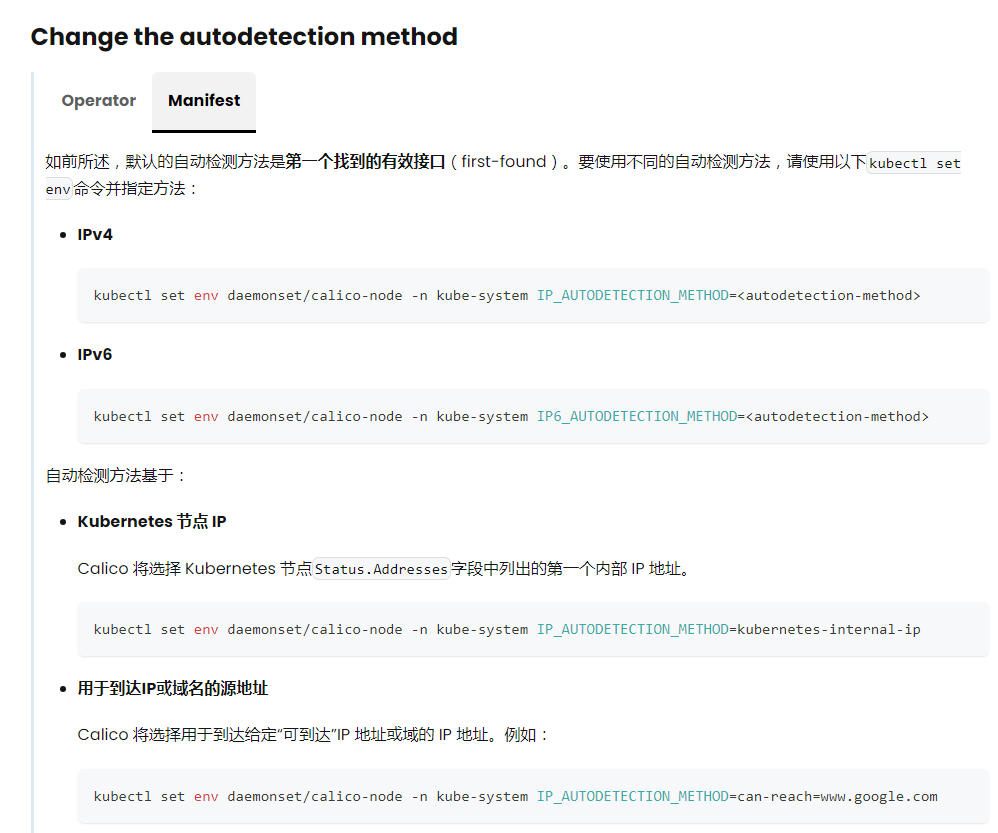 Change the autodetection method
Operator
Manifest
如前所述，默认的自动检测方法是第一个找到的有效接口（first-found）。要使用不同的自动检测方法，请使用以下kubectl set
env命令并指定方法：
IPv4
kubectl set env daemonset/calico-node -n kube-system IP_AUTODETECTION_METHOD=<autodetection-method>
IPv6
kubectl set env daemonset/calico-node -n kube-system IP6_AUTODETECTION_METHOD=<autodetection-method>
自动检测方法基于：
Kubernetes 节点 IP
Calico 将选择 Kubernetes 节点Status.Addresses字段中列出的第一个内部 IP 地址。
kubectl set env daemonset/calico-node -n kube-system IP_AUTODETECTION_METHOD=kubernetes-internal-ip
用于到达IP或域名的源地址
Calico 将选择用于到达给定“可到达”IP 地址或域的 IP 地址。例如：
kubectl set env daemonset/calico-node -n kube-system IP_AUTODETECTION_METHOD=can-reach=www.google.com